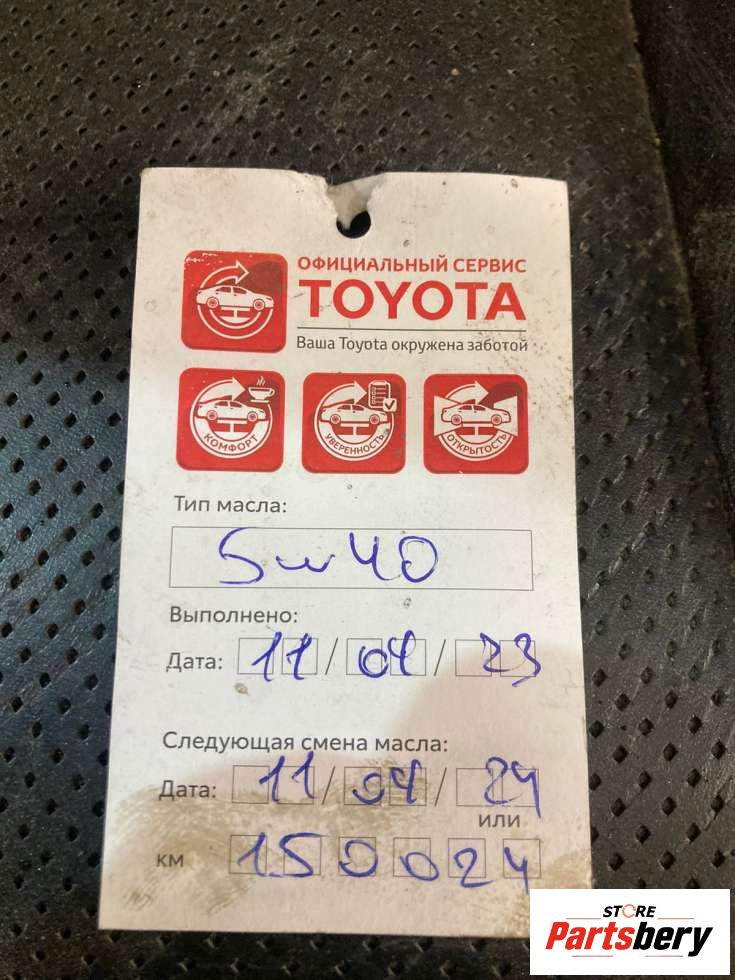 ОФИЦИАЛЬНЫЙ СЕРВИС
TOYOTA
Ваша Toyota окружена заботой
КОМФОРТ
УВЕРЕННОСТЬ
ОТКРЫТОСТЬ
Тип масла:
5w40
Выполнено:
Дата: 11/04/23
Следующая смена масла:
Дата: 11/04/24
или
км 150024
STORE
Partsbery